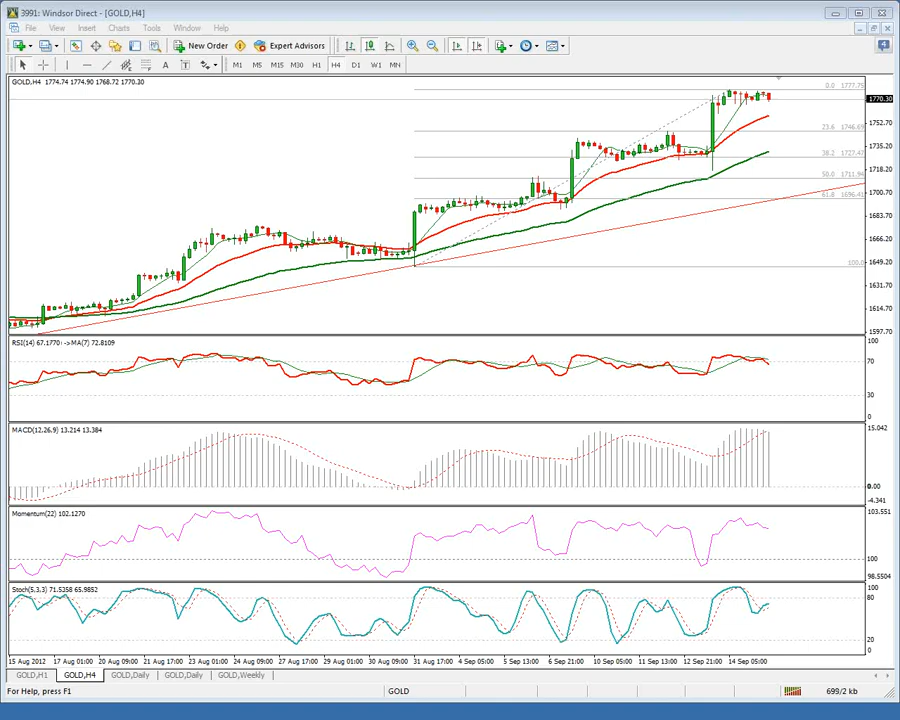 3991: Windsor Direct - [GOLD,H4]
File View Insert Charts Tools Window Help
New Order Expert Advisors 4
A T M1 M5 M15 M30 H1 H4 D1 W1 MN
GOLD,H4 1774.74 1774.90 1768.72 1770.30
0.0 1777.75
1770.30
23.6 1746.69
1752.70
1735.20
38.2 1727.47
1718.20
50.0 1711.94
1700.70
61.8 1696.41
1683.70
1666.20
1649.20
100.0
1631.70
1614.70
1597.70
RSI(14) 67.1770 ->MA(7) 72.8109
100
70
30
0
MACD(12,26,9) 13.214 13.384
15.042
0.00
-4.341
Momentum(22) 102.1270
103.551
100
98.5504
Stoch(5,3,3) 71.5258 65.9852
100
80
20
0
15 Aug 2012 17 Aug 01:00 20 Aug 09:00 21 Aug 17:00 23 Aug 01:00 24 Aug 09:00 27 Aug 17:00 29 Aug 01:00 30 Aug 09:00 31 Aug 17:00 4 Sep 05:00 5 Sep 13:00 6 Sep 21:00 10 Sep 05:00 11 Sep 13:00 12 Sep 21:00 14 Sep 05:00
GOLD,H1 GOLD,H4 GOLD,Daily GOLD,Daily GOLD,Weekly
For Help, press F1 GOLD 699/2 kb